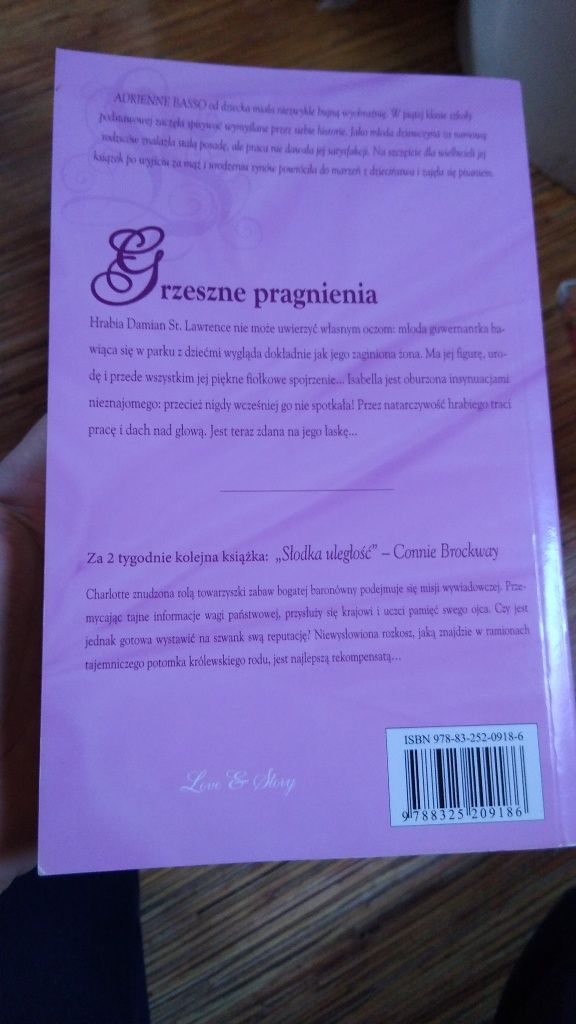 ADRIENNE BASSO od dziecka miała niezwykle bujną wyobraźnię. W piątej klasie szkoły
podstawowej zaczęła spisywać wymyślane przez siebie historie. Jako młoda dziewczyna za namową
rodziców znalazła stałą posadę, ale praca nie dawała jej satysfakcji. Na szczęście dla wielbicieli jej
książek po wyjściu za mąż i urodzeniu synów powróciła do marzeń z dzieciństwa i zajęła się pisaniem.
Grzeszne pragnienia
Hrabia Damian St. Lawrence nie może uwierzyć własnym oczom: młoda guwernantka ba-
wiąca się w parku z dziećmi wygląda dokładnie jak jego zaginiona żona. Ma jej figurę, uro-
dę i przede wszystkim jej piękne fiołkowe spojrzenie... Isabella jest oburzona insynuacjami
nieznajomego: przecież nigdy wcześniej go nie spotkała! Przez natarczywość hrabiego traci
pracę i dach nad głową. Jest teraz zdana na jego łaskę...
Za 2 tygodnie kolejna książka: „Słodka uległość” – Connie Brockway
Charlotte znudzona rolą towarzyszki zabaw bogatej baronówny podejmuje się misji wywiadowczej. Prze-
mycając tajne informacje wagi państwowej, przysłuży się krajowi i uczci pamięć swego ojca. Czy jest
jednak gotowa wystawić na szwank swą reputację? Niewysłowiona rozkosz, jaką znajdzie w ramionach
tajemniczego potomka królewskiego rodu, jest najlepszą rekompensatą...
ISBN 978-83-252-0918-6
9 788325 209186
Love & Story